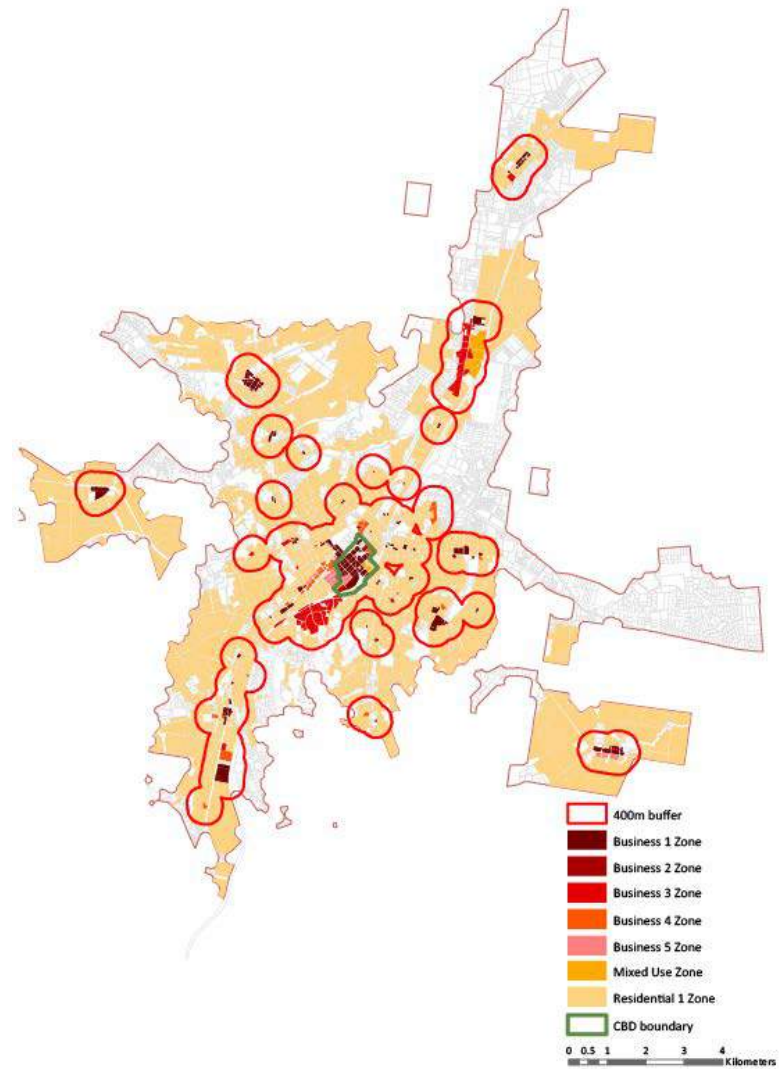 400m buffer
Business 1 Zone
Business 2 Zone
Business 3 Zone
Business 4 Zone
Business 5 Zone
Mixed Use Zone
Residential 1 Zone
CBD boundary
0 0.5 1 2 3 4
Kilometers